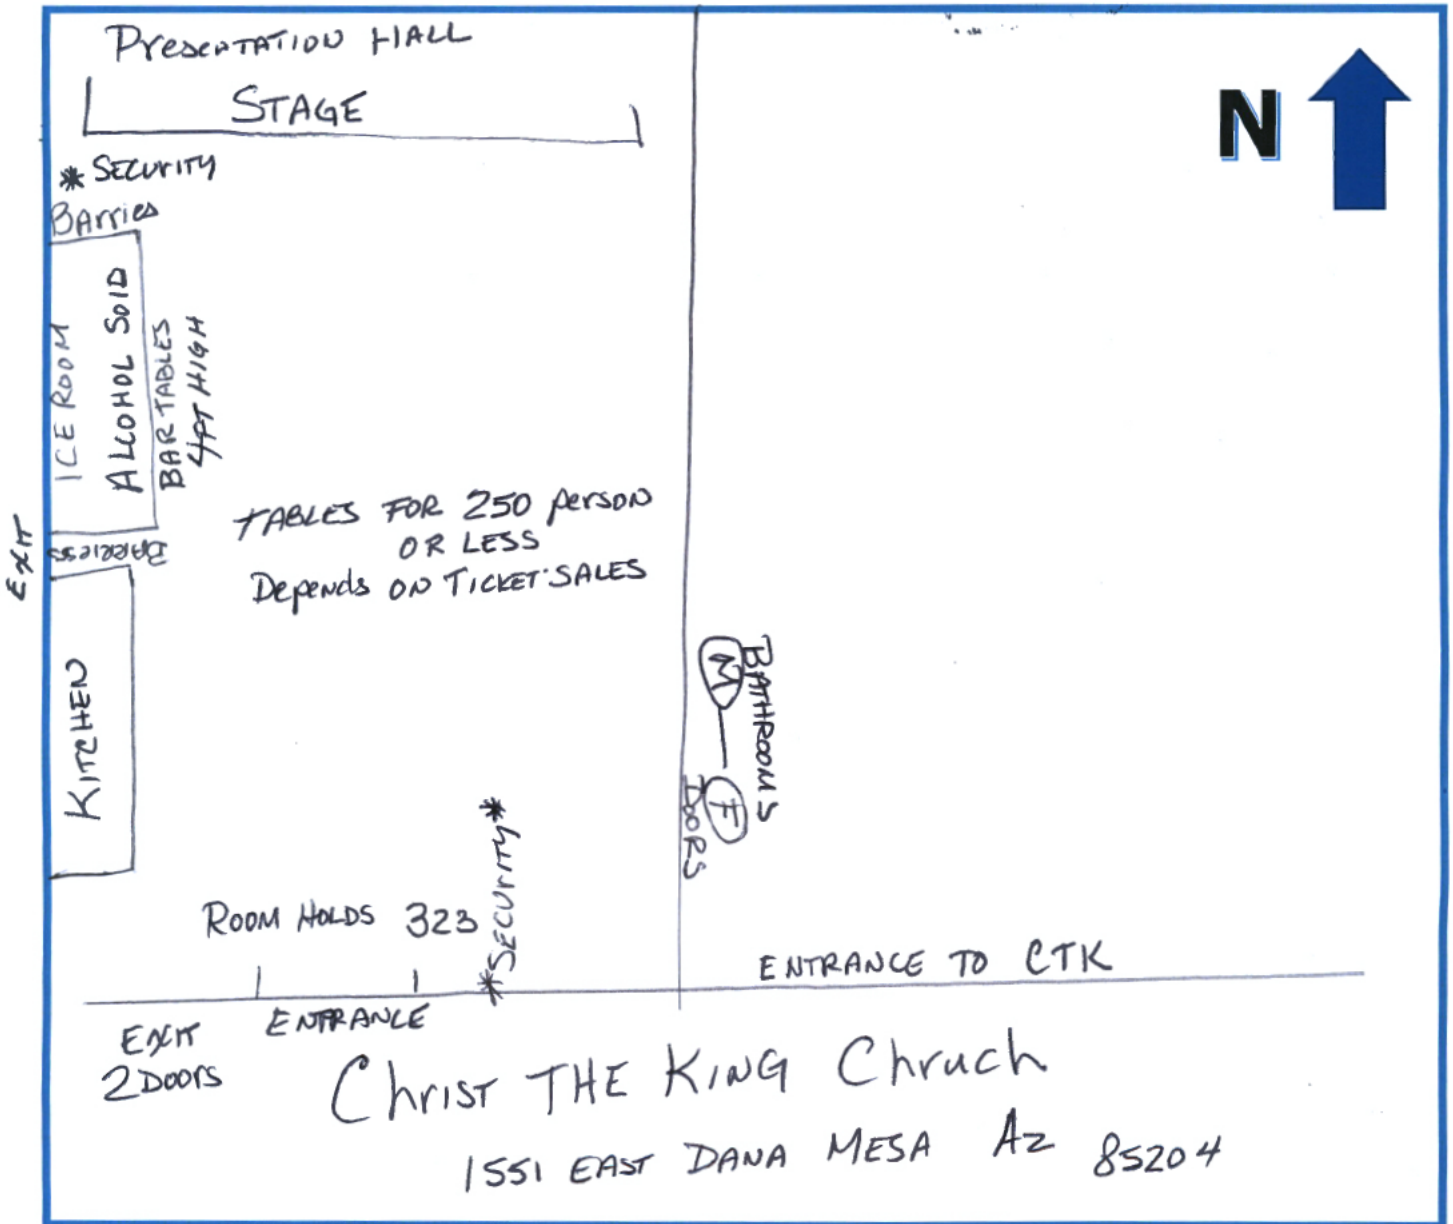 Presentation Hall
STAGE
N
* SECURITY
Barries
ICE ROOM
ALCOHOL SOLD
BAR TABLES
4FT HIGH
TABLES FOR 250 person
OR LESS
Depends ON TICKET SALES
EXIT
BARRIESS
KITCHEN
M
BATHROOMS
F
DOORS
*SECURITY*
ROOM HOLDS 323
ENTRANCE TO CTK
ENTRANCE
EXIT
2 DOORS
Christ THE KING Chruch
1551 EAST DANA MESA AZ 85204